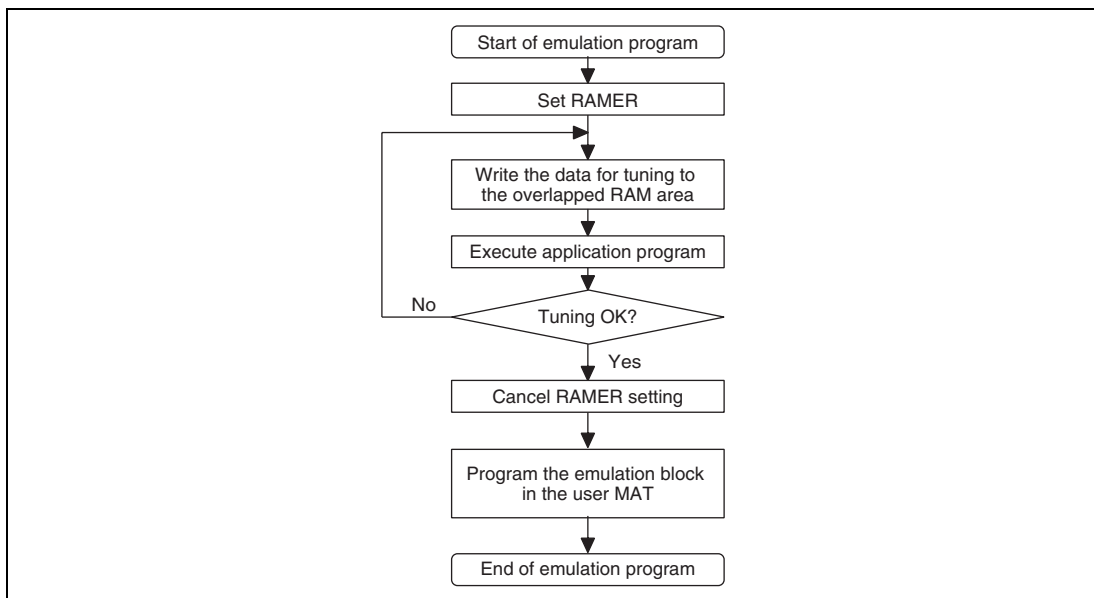 Start of emulation program
Set RAMER
Write the data for tuning to
the overlapped RAM area
Execute application program
No
Tuning OK?
Yes
Cancel RAMER setting
Program the emulation block
in the user MAT
End of emulation program